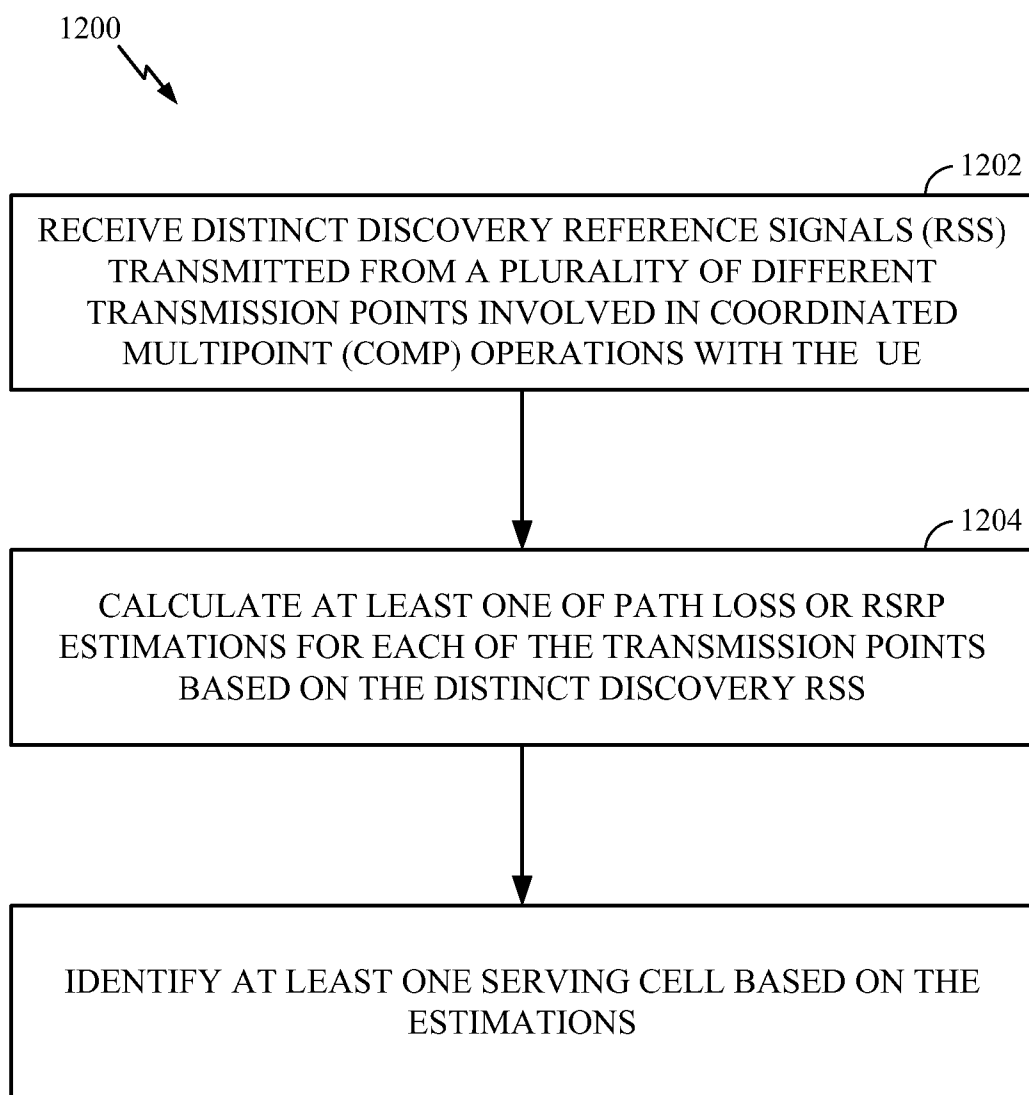 1200
1202
RECEIVE DISTINCT DISCOVERY REFERENCE SIGNALS (RSS)
TRANSMITTED FROM A PLURALITY OF DIFFERENT
TRANSMISSION POINTS INVOLVED IN COORDINATED
MULTIPOINT (COMP) OPERATIONS WITH THE UE
1204
CALCULATE AT LEAST ONE OF PATH LOSS OR RSRP
ESTIMATIONS FOR EACH OF THE TRANSMISSION POINTS
BASED ON THE DISTINCT DISCOVERY RSS
IDENTIFY AT LEAST ONE SERVING CELL BASED ON THE
ESTIMATIONS